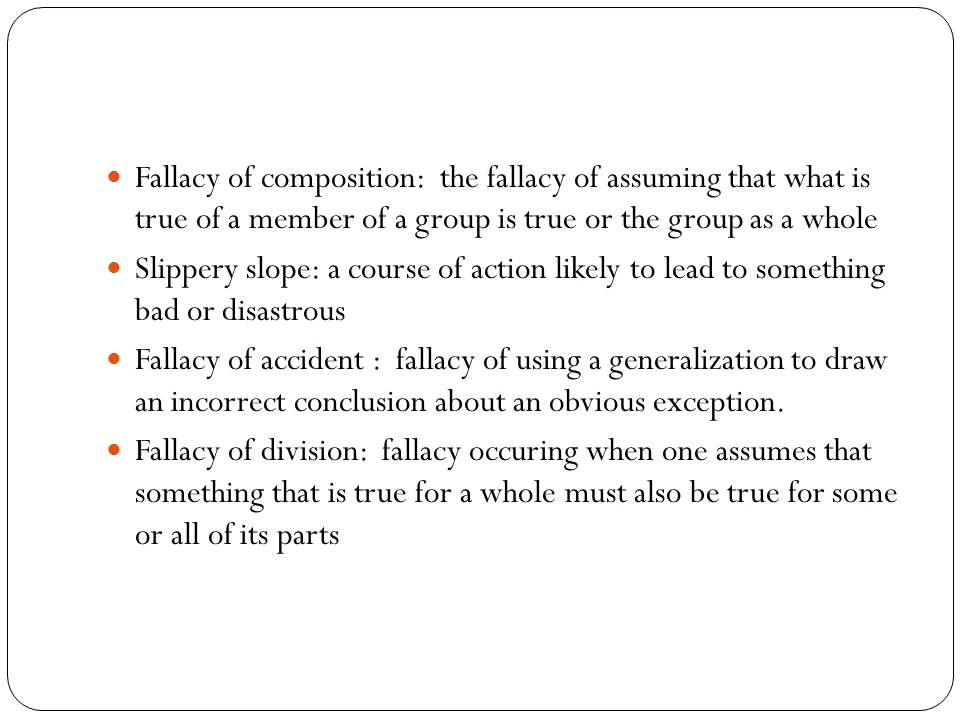 Fallacy of composition:  the fallacy of assuming that what is
true of a member of a group is true or the group as a whole
Slippery slope: a course of action likely to lead to something
bad or disastrous
Fallacy of accident :  fallacy of using a generalization to draw
an incorrect conclusion about an obvious exception.
Fallacy of division:  fallacy occuring when one assumes that
something that is true for a whole must also be true for some
or all of its parts